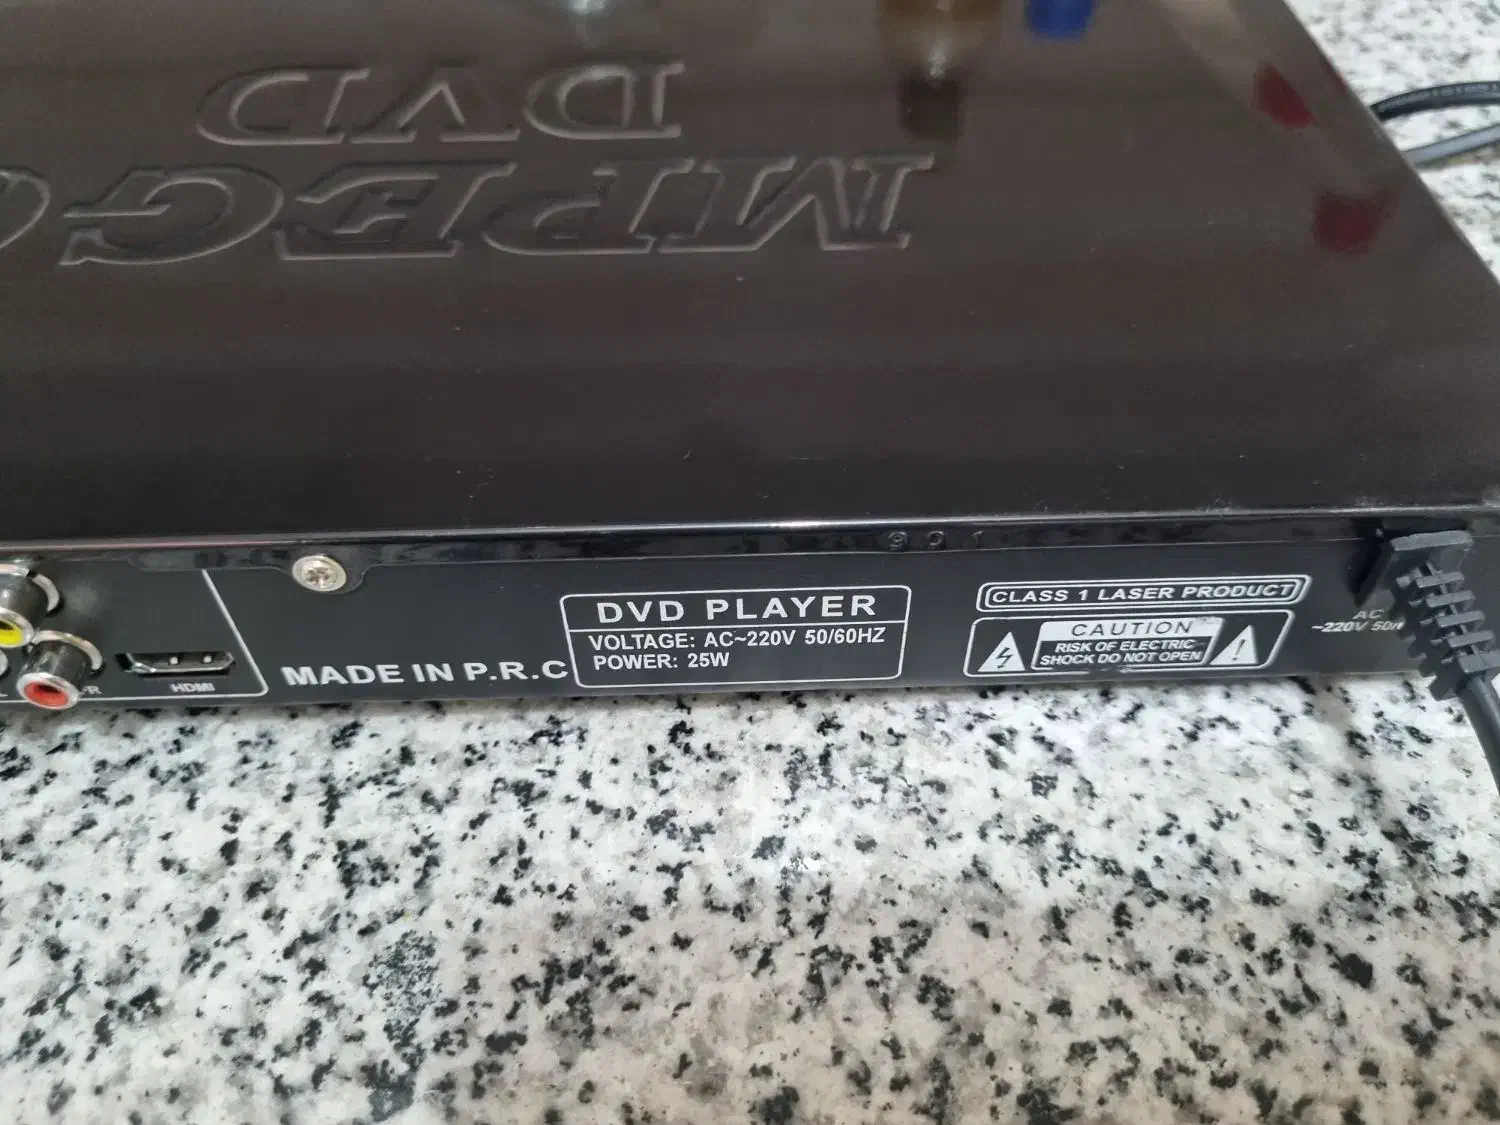 DVD
MPEG
901
DVD PLAYER
VOLTAGE: AC~220V 50/60HZ
POWER: 25W
MADE IN P.R.C
CLASS 1 LASER PRODUCT
CAUTION
RISK OF ELECTRIC
SHOCK DO NOT OPEN
AC
~220V
HDMI
R